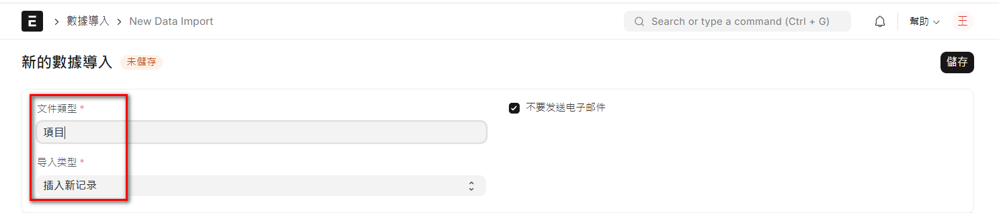 E > 數據導入 > New Data Import Search or type a command (Ctrl + G) 幫助 王
新的數據導入 未儲存 儲存
文件類型 * 不要发送电子邮件
項目
导入类型 *
插入新记录